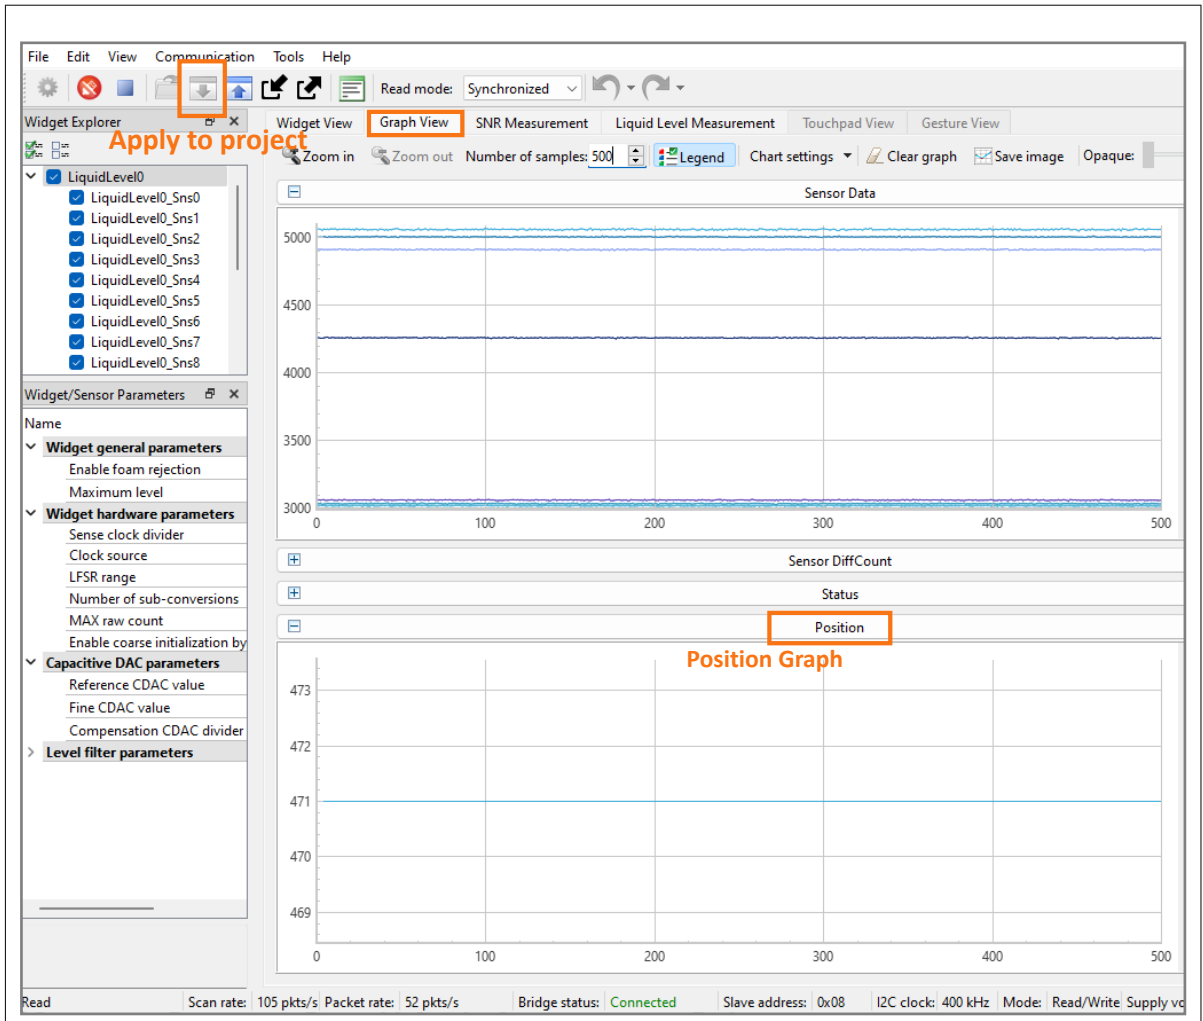 File Edit View Communication Tools Help
Read mode: Synchronized
Apply to project
Widget Explorer
LiquidLevel0
LiquidLevel0_Sns0
LiquidLevel0_Sns1
LiquidLevel0_Sns2
LiquidLevel0_Sns3
LiquidLevel0_Sns4
LiquidLevel0_Sns5
LiquidLevel0_Sns6
LiquidLevel0_Sns7
LiquidLevel0_Sns8
Widget/Sensor Parameters
Name
Widget general parameters
Enable foam rejection
Maximum level
Widget hardware parameters
Sense clock divider
Clock source
LFSR range
Number of sub-conversions
MAX raw count
Enable coarse initialization by
Capacitive DAC parameters
Reference CDAC value
Fine CDAC value
Compensation CDAC divider
Level filter parameters
Widget View Graph View SNR Measurement Liquid Level Measurement Touchpad View Gesture View
Zoom in Zoom out Number of samples: 500 Legend Chart settings Clear graph Save image Opaque:
Sensor Data
5000
4500
4000
3500
3000
0 100 200 300 400 500
Sensor DiffCount
Status
Position
Position Graph
473
472
471
470
469
0 100 200 300 400 500
Read Scan rate: 105 pkts/s Packet rate: 52 pkts/s Bridge status: Connected Slave address: 0x08 I2C clock: 400 kHz Mode: Read/Write Supply vo